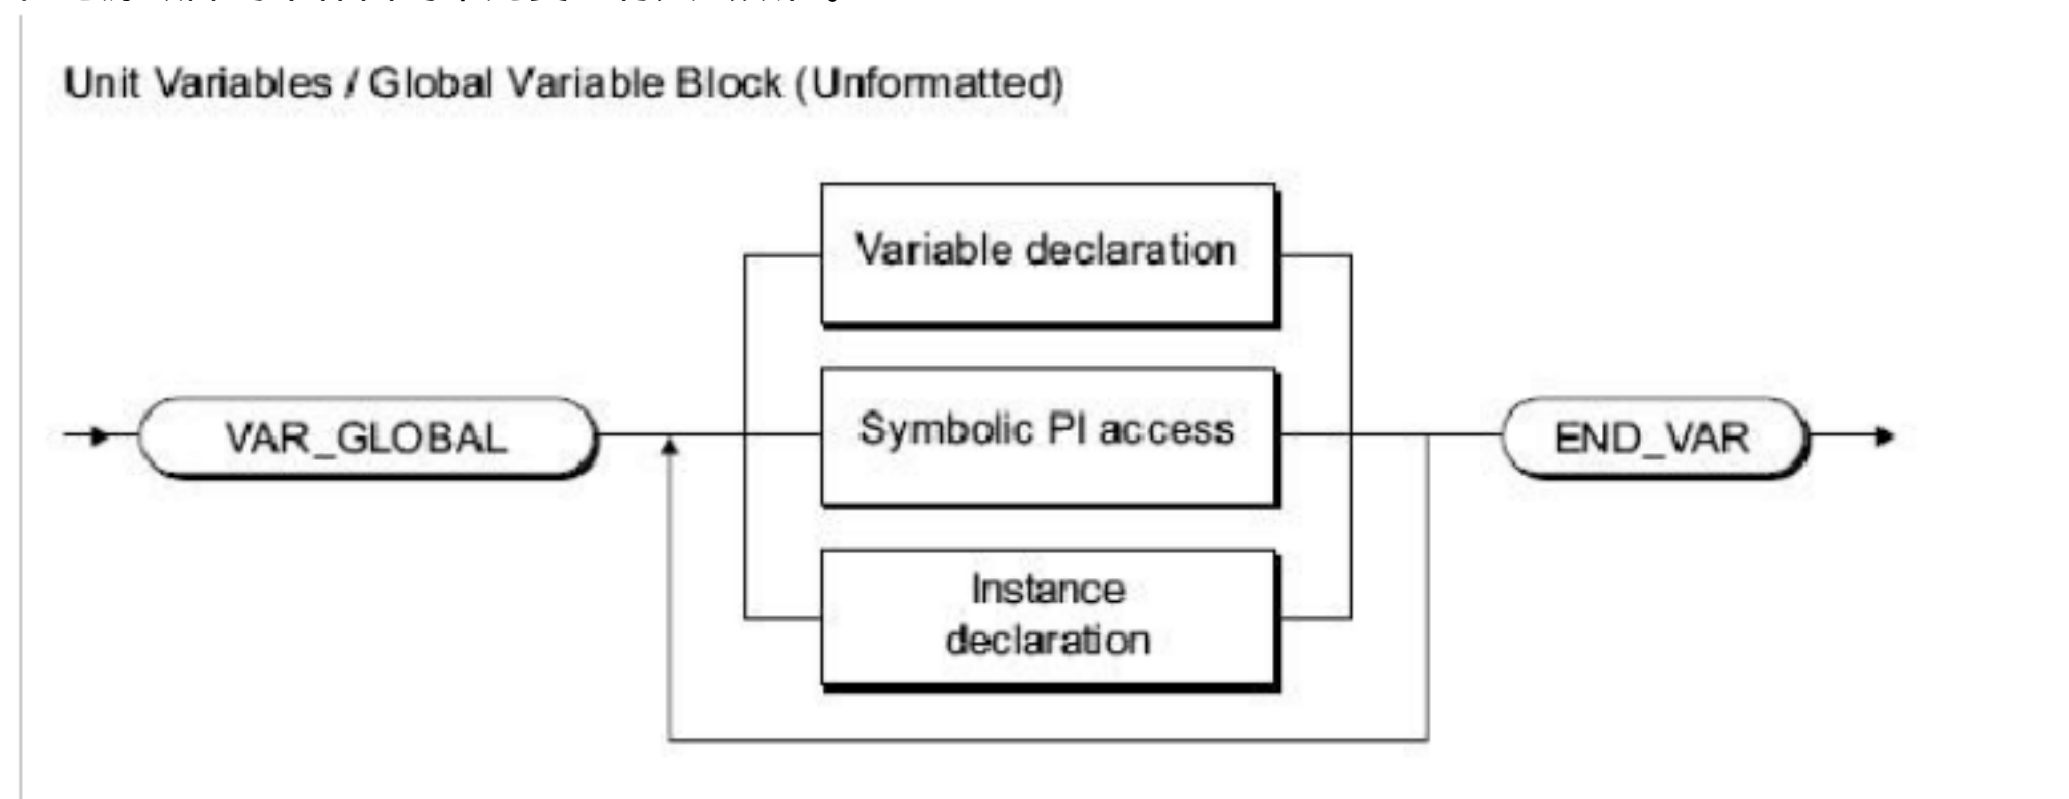 Unit Variables / Global Variable Block (Unformatted)
Variable declaration
VAR_GLOBAL
Symbolic PI access
END_VAR
Instance
declaration